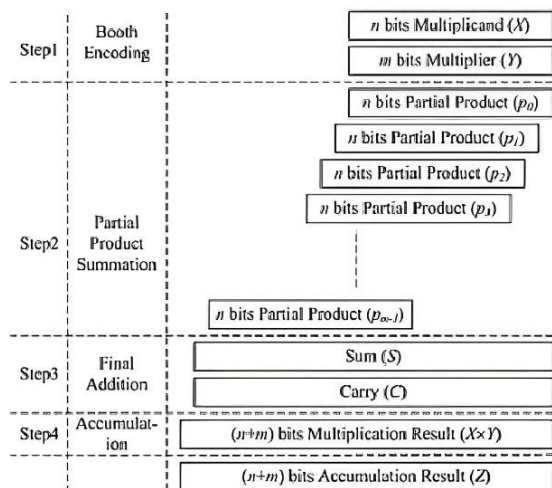 Step1
Booth
Encoding
n bits Multiplicand (X)
m bits Multiplier (Y)
Step2
Partial
Product
Summation
n bits Partial Product (p0)
n bits Partial Product (p1)
n bits Partial Product (p2)
n bits Partial Product (p3)
n bits Partial Product (pm-1)
Step3
Final
Addition
Sum (S)
Carry (C)
Step4
Accumulat-
ion
(n+m) bits Multiplication Result (X×Y)
(n+m) bits Accumulation Result (Z)